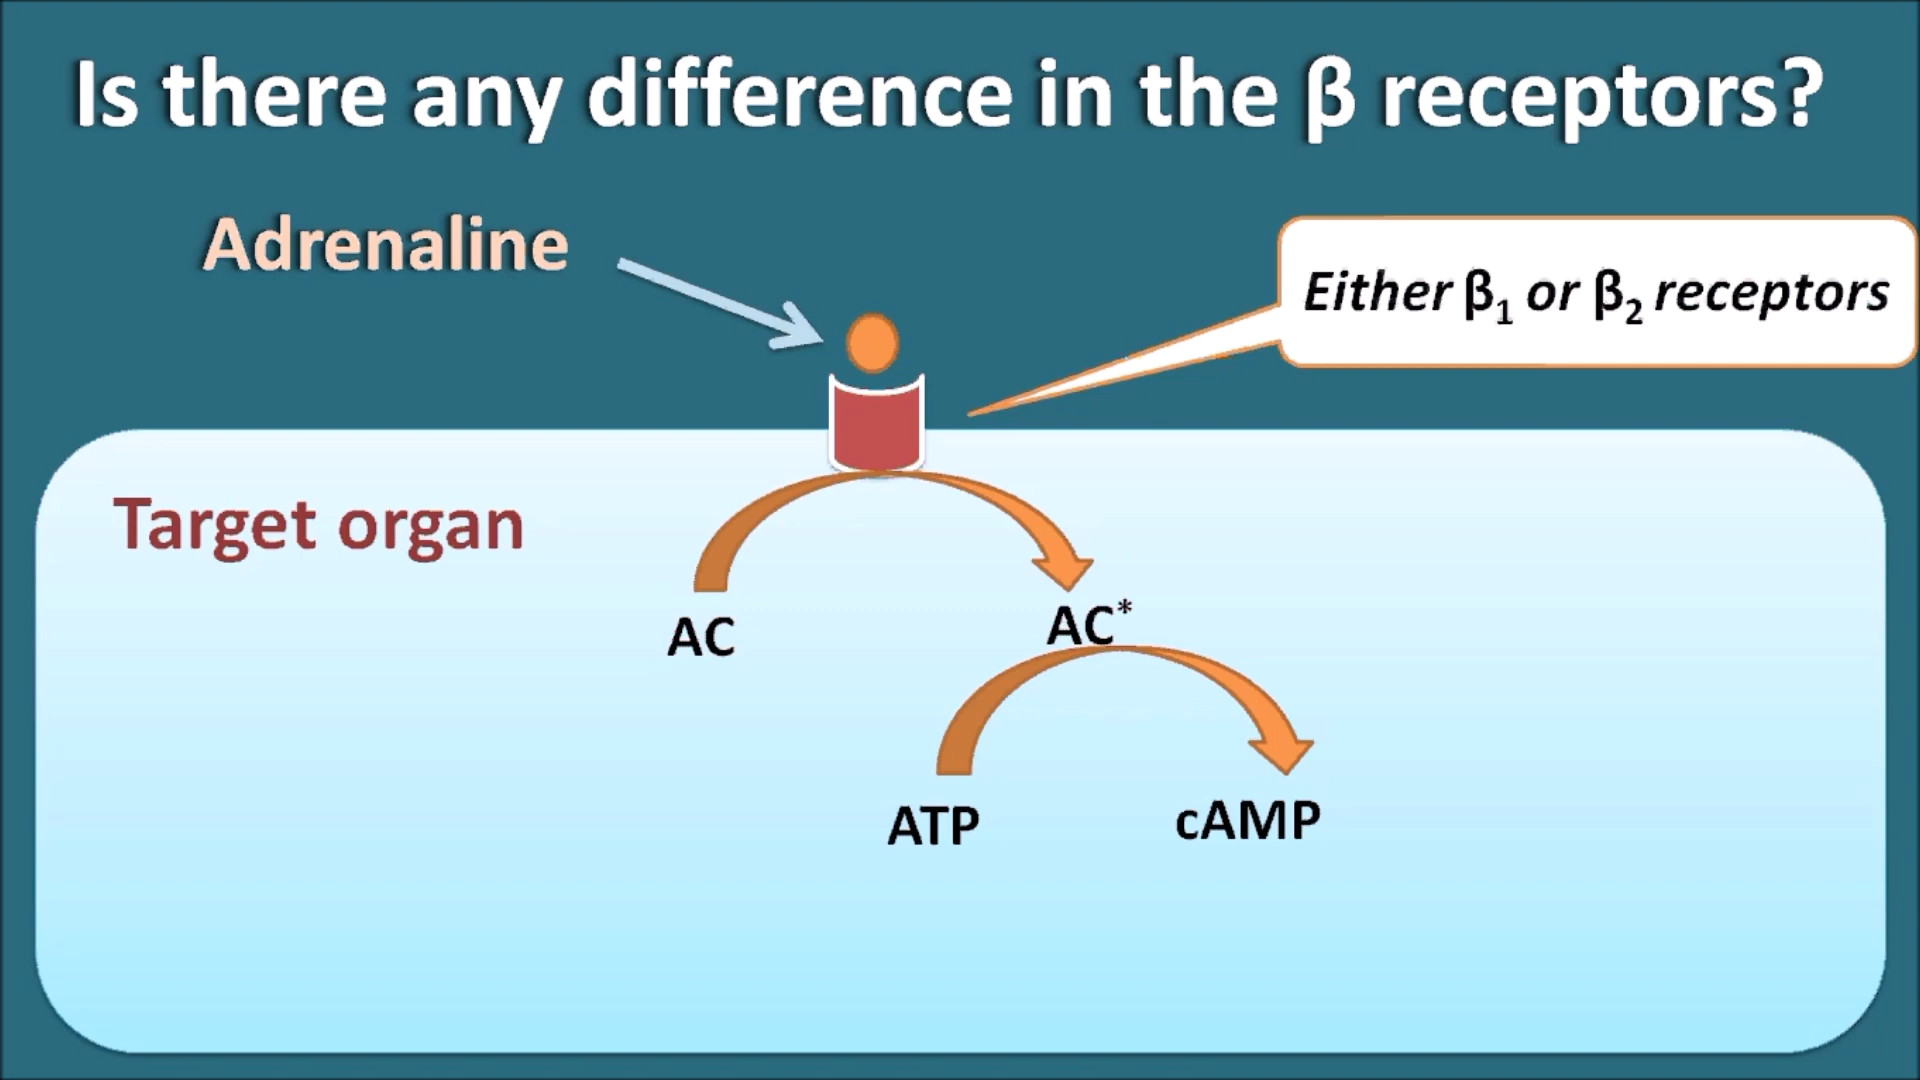 Is there any difference in the β receptors?
Adrenaline
Either β₁ or β₂ receptors
Target organ
AC
AC*
ATP
cAMP